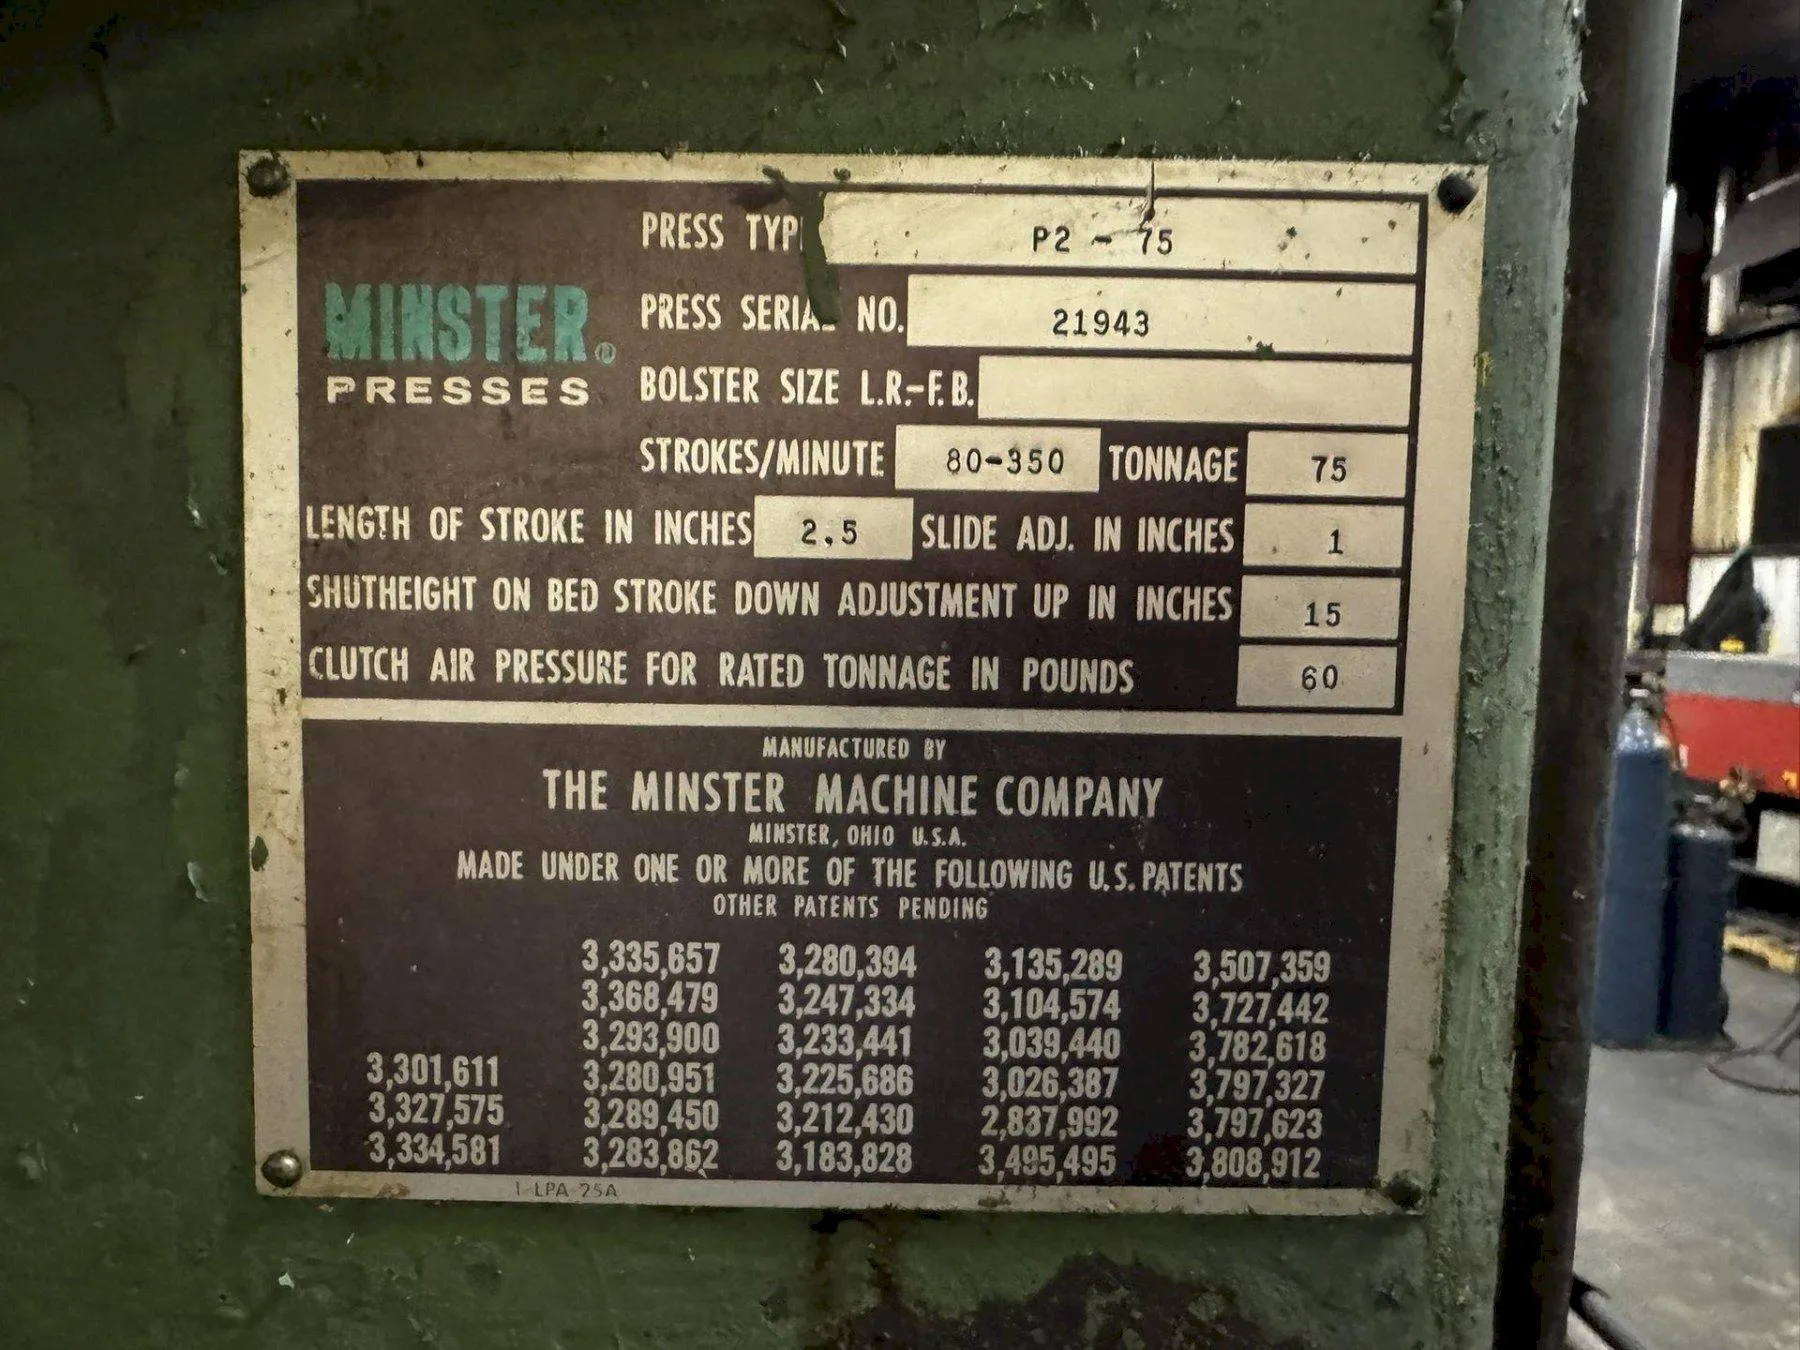 PRESS TYP P2 - 75
MINSTER®
PRESSES
PRESS SERIAL NO. 21943
BOLSTER SIZE L.R.-F.B.
STROKES/MINUTE 80-350 TONNAGE 75
LENGTH OF STROKE IN INCHES 2.5 SLIDE ADJ. IN INCHES 1
SHUTHEIGHT ON BED STROKE DOWN ADJUSTMENT UP IN INCHES 15
CLUTCH AIR PRESSURE FOR RATED TONNAGE IN POUNDS 60
MANUFACTURED BY
THE MINSTER MACHINE COMPANY
MINSTER, OHIO U.S.A.
MADE UNDER ONE OR MORE OF THE FOLLOWING U.S. PATENTS
OTHER PATENTS PENDING
3,335,657 3,280,394 3,135,289 3,507,359
3,368,479 3,247,334 3,104,574 3,727,442
3,293,900 3,233,441 3,039,440 3,782,618
3,301,611 3,280,951 3,225,686 3,026,387 3,797,327
3,327,575 3,289,450 3,212,430 2,837,992 3,797,623
3,334,581 3,283,862 3,183,828 3,495,495 3,808,912
1-LPA-25A